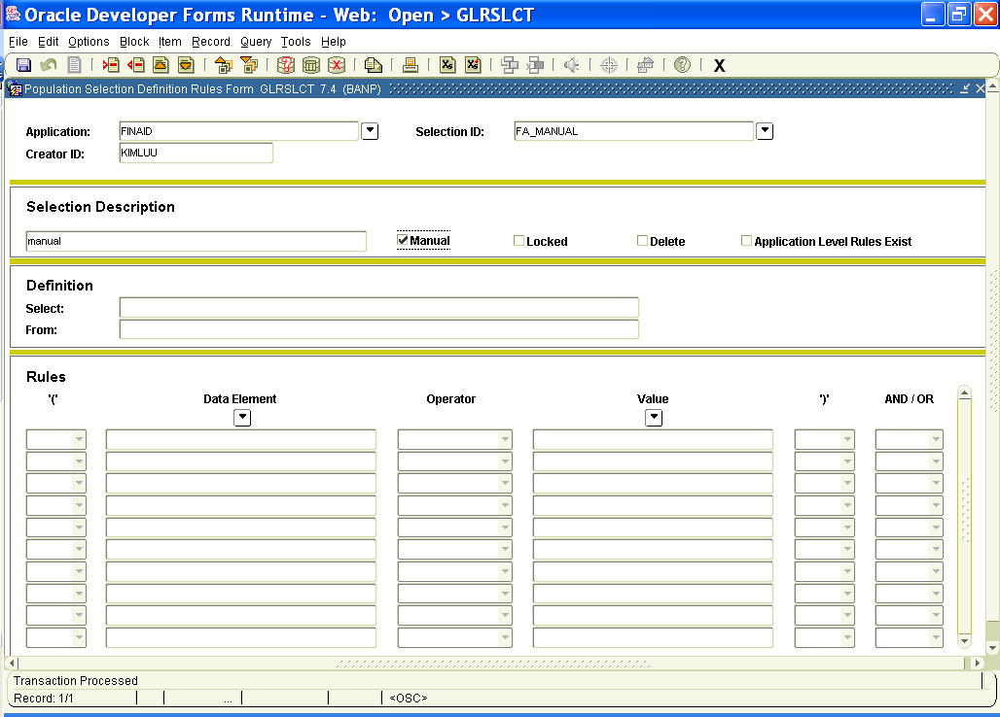 Oracle Developer Forms Runtime - Web: Open > GLRSLCT
File Edit Options Block Item Record Query Tools Help
X
Population Selection Definition Rules Form GLRSLCT 7.4 (BANP)
Application: FINAID Selection ID: FA_MANUAL
Creator ID: KIMLUU
Selection Description
manual Manual Locked Delete Application Level Rules Exist
Definition
Select:
From:
Rules
'(' Data Element Operator Value ')' AND / OR
Transaction Processed
Record: 1/1 ... <OSC>